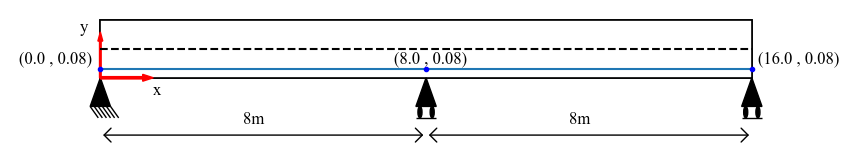 y
(0.0 , 0.08) (8.0 , 0.08) (16.0 , 0.08)
x
8m 8m